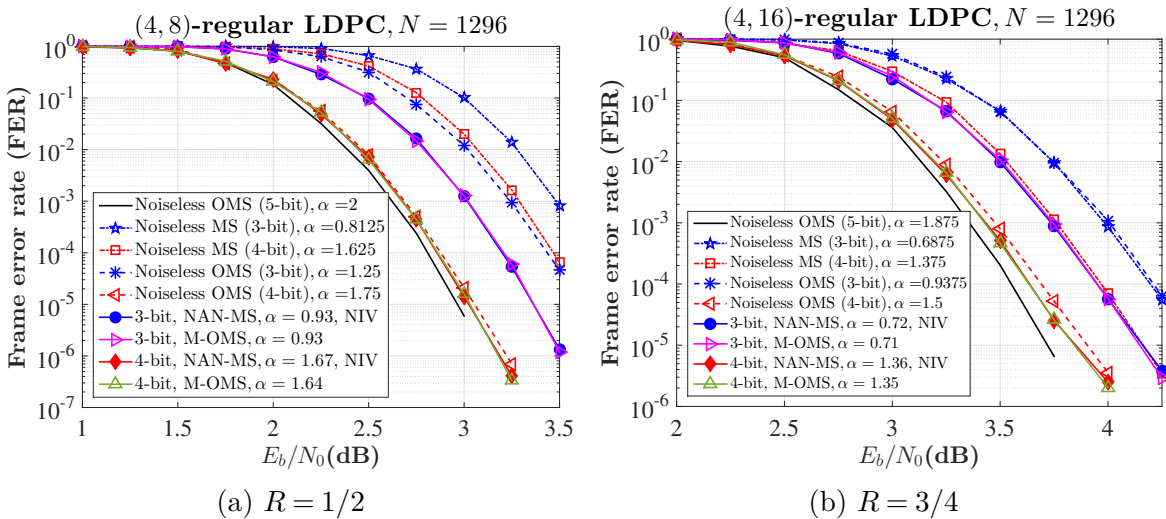 (4, 8)-regular LDPC, N = 1296
Frame error rate (FER)
10^0
10^-1
10^-2
10^-3
10^-4
10^-5
10^-6
10^-7
Noiseless OMS (5-bit), α =2
Noiseless MS (3-bit), α =0.8125
Noiseless MS (4-bit), α =1.625
Noiseless OMS (3-bit), α =1.25
Noiseless OMS (4-bit), α =1.75
3-bit, NAN-MS, α = 0.93, NIV
3-bit, M-OMS, α = 0.93
4-bit, NAN-MS, α = 1.67, NIV
4-bit, M-OMS, α = 1.64
1 1.5 2 2.5 3 3.5
E_b/N_0(dB)
(a) R = 1/2
(4, 16)-regular LDPC, N = 1296
Frame error rate (FER)
10^0
10^-1
10^-2
10^-3
10^-4
10^-5
10^-6
Noiseless OMS (5-bit), α =1.875
Noiseless MS (3-bit), α =0.6875
Noiseless MS (4-bit), α =1.375
Noiseless OMS (3-bit), α =0.9375
Noiseless OMS (4-bit), α =1.5
3-bit, NAN-MS, α = 0.72, NIV
3-bit, M-OMS, α = 0.71
4-bit, NAN-MS, α = 1.36, NIV
4-bit, M-OMS, α = 1.35
2 2.5 3 3.5 4
E_b/N_0(dB)
(b) R = 3/4